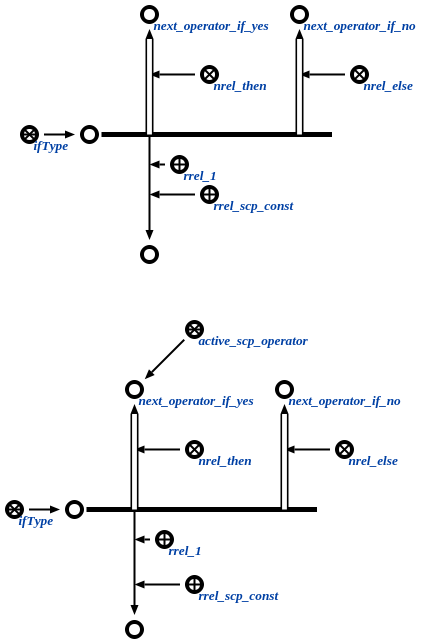 next_operator_if_yes next_operator_if_no
nrel_then nrel_else
ifType
rrel_1
rrel_scp_const
active_scp_operator
next_operator_if_yes next_operator_if_no
nrel_then nrel_else
ifType
rrel_1
rrel_scp_const